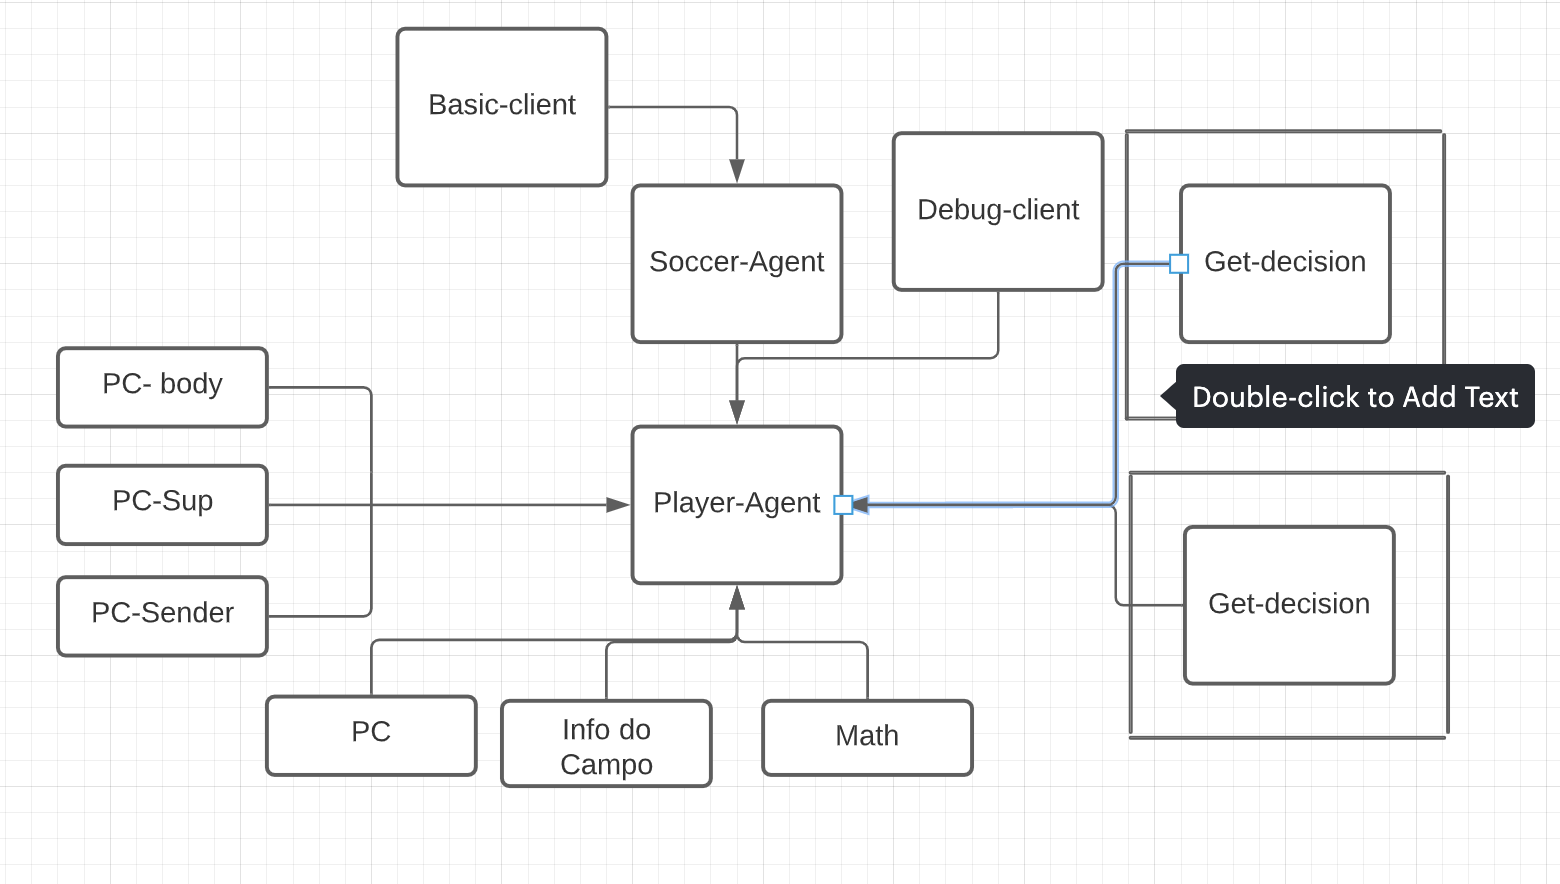 Basic-client
Debug-client
Soccer-Agent
Get-decision
PC- body
Double-click to Add Text
PC-Sup
Player-Agent
PC-Sender
Get-decision
PC
Info do
Campo
Math